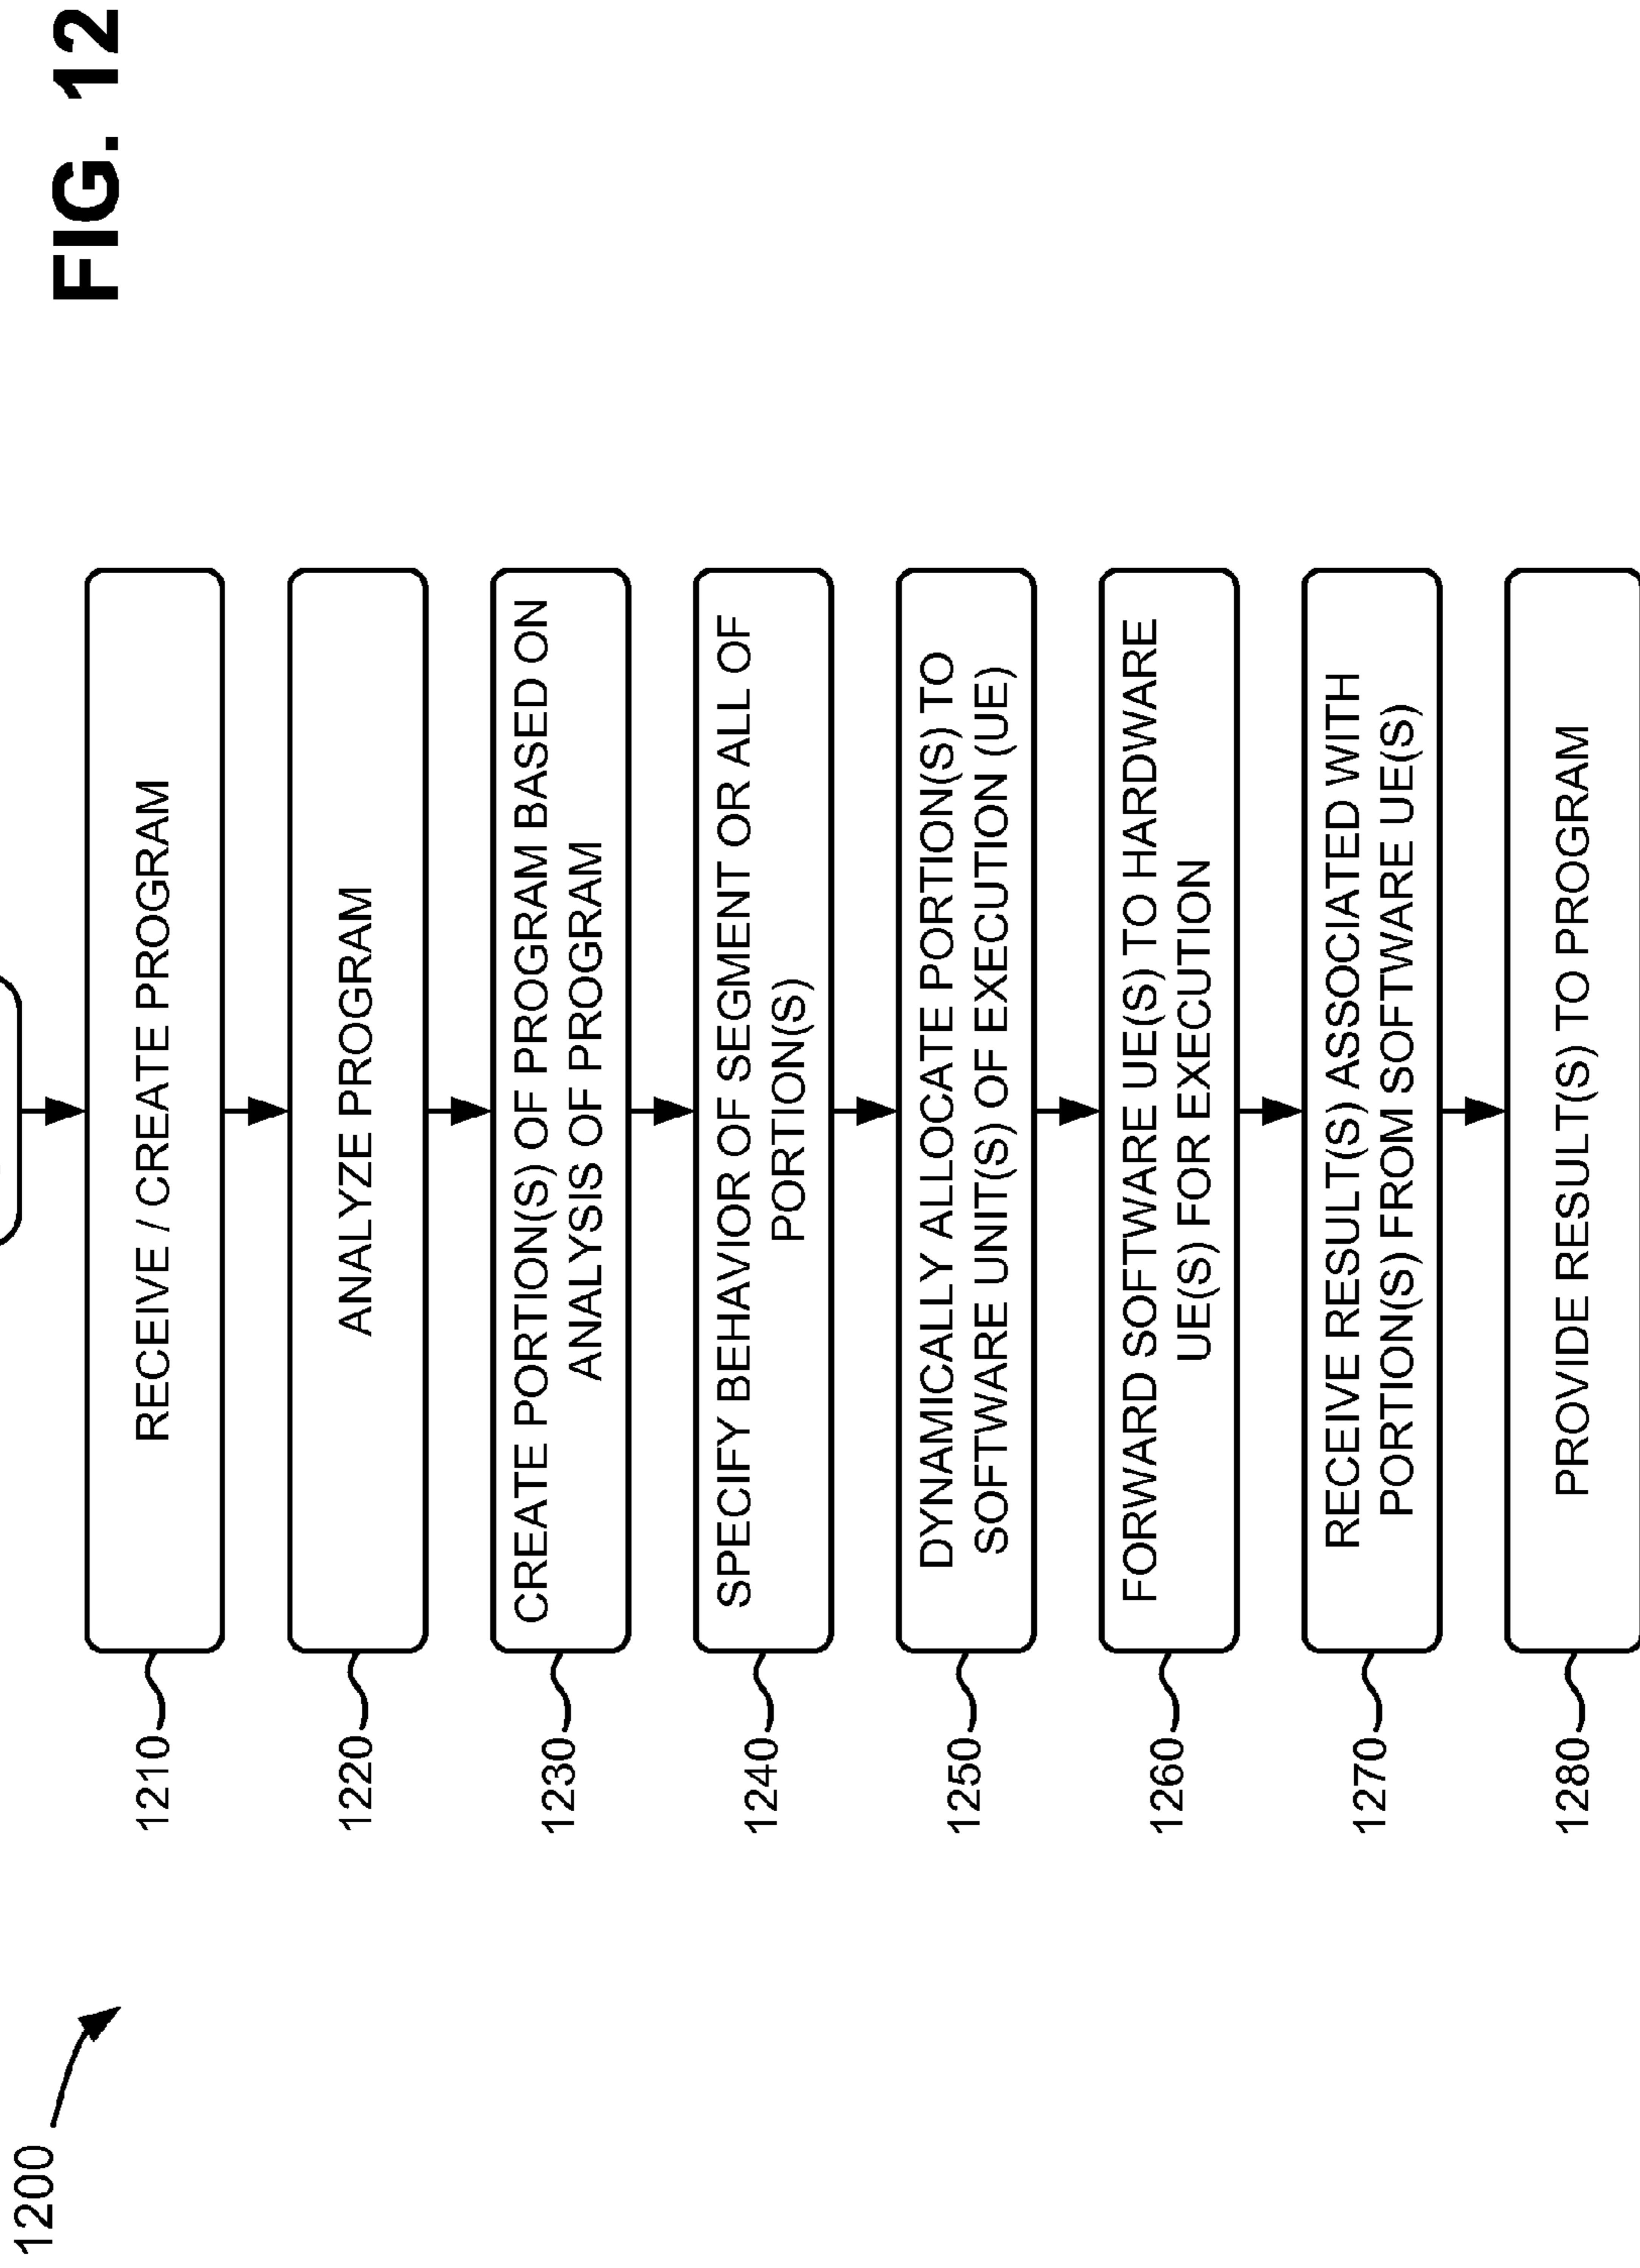 FIG. 12
1200
1210
RECEIVE / CREATE PROGRAM
1220
ANALYZE PROGRAM
1230
CREATE PORTION(S) OF PROGRAM BASED ON
ANALYSIS OF PROGRAM
1240
SPECIFY BEHAVIOR OF SEGMENT OR ALL OF
PORTION(S)
1250
DYNAMICALLY ALLOCATE PORTION(S) TO
SOFTWARE UNIT(S) OF EXECUTION (UE)
1260
FORWARD SOFTWARE UE(S) TO HARDWARE
UE(S) FOR EXECUTION
1270
RECEIVE RESULT(S) ASSOCIATED WITH
PORTION(S) FROM SOFTWARE UE(S)
1280
PROVIDE RESULT(S) TO PROGRAM